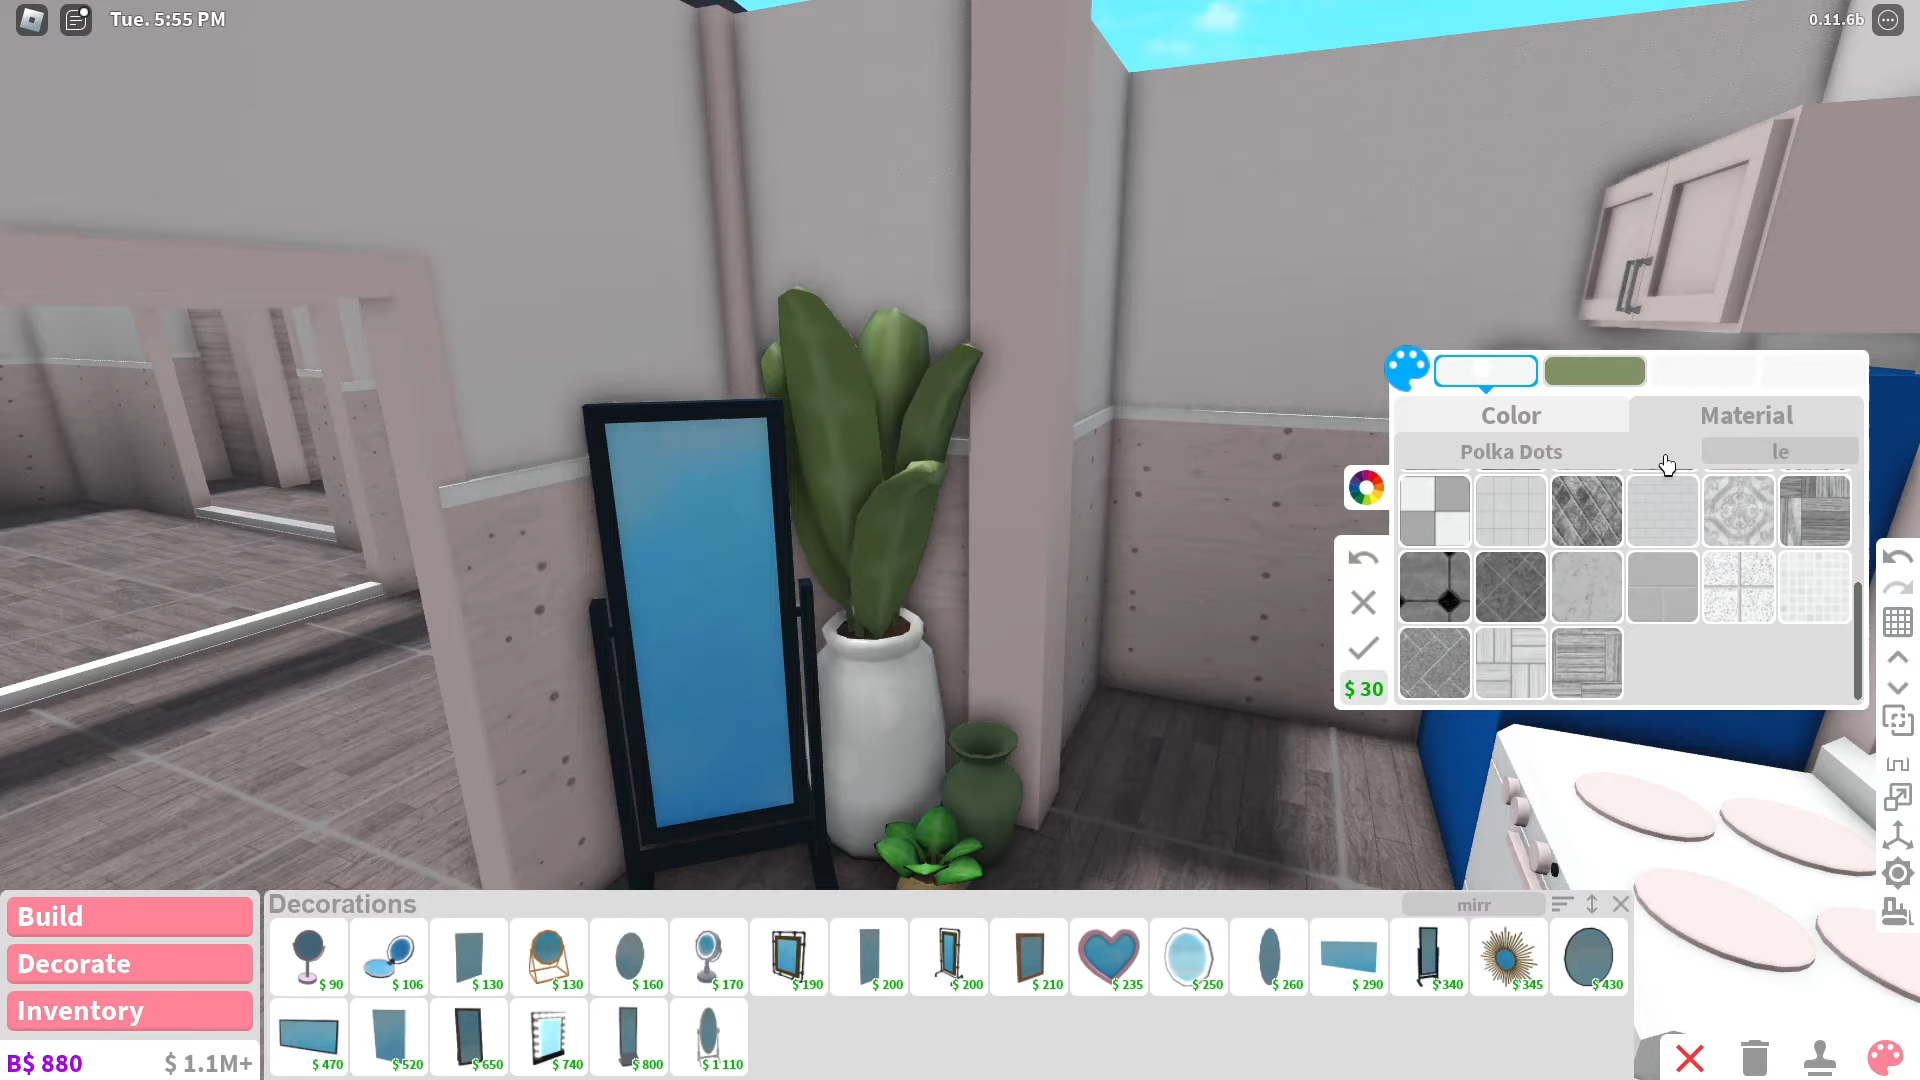 Tue. 5:55 PM
0.11.6b
Color
Material
Polka Dots
le
$ 30
Build
Decorate
Inventory
B$ 880
$ 1.1M+
Decorations
mirr
$ 90
$ 106
$ 130
$ 130
$ 160
$ 170
$ 190
$ 200
$ 200
$ 210
$ 235
$ 250
$ 260
$ 290
$ 340
$ 345
$ 430
$ 470
$ 520
$ 650
$ 740
$ 800
$ 1 110